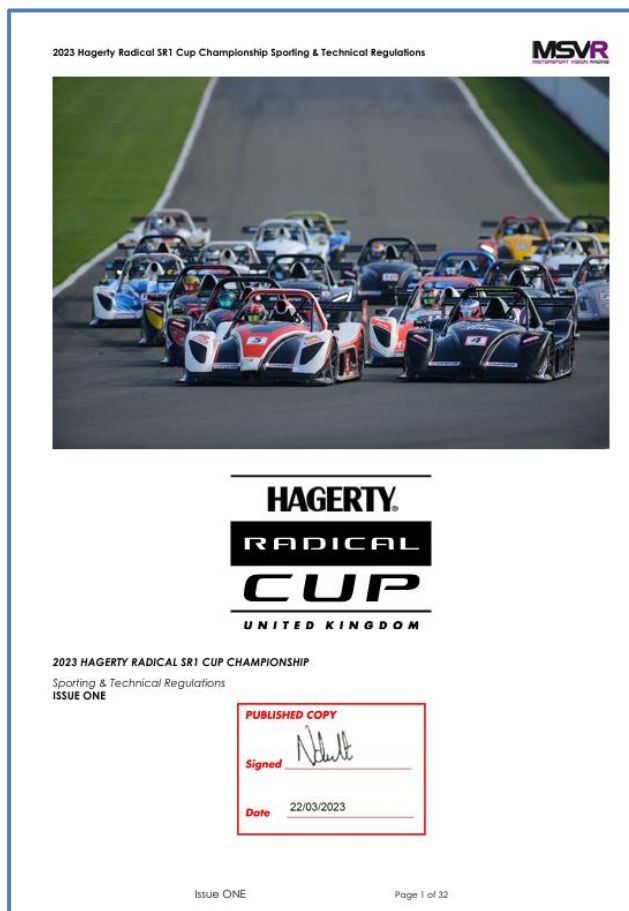 2023 Hagerty Radical SR1 Cup Championship Sporting & Technical Regulations
MSVR
MOTORSPORT VISION RACING
5
4
HAGERTY®
RADICAL
CUP
UNITED KINGDOM
2023 HAGERTY RADICAL SR1 CUP CHAMPIONSHIP
Sporting & Technical Regulations
ISSUE ONE
PUBLISHED COPY
Signed
Date 22/03/2023
Issue ONE Page 1 of 32